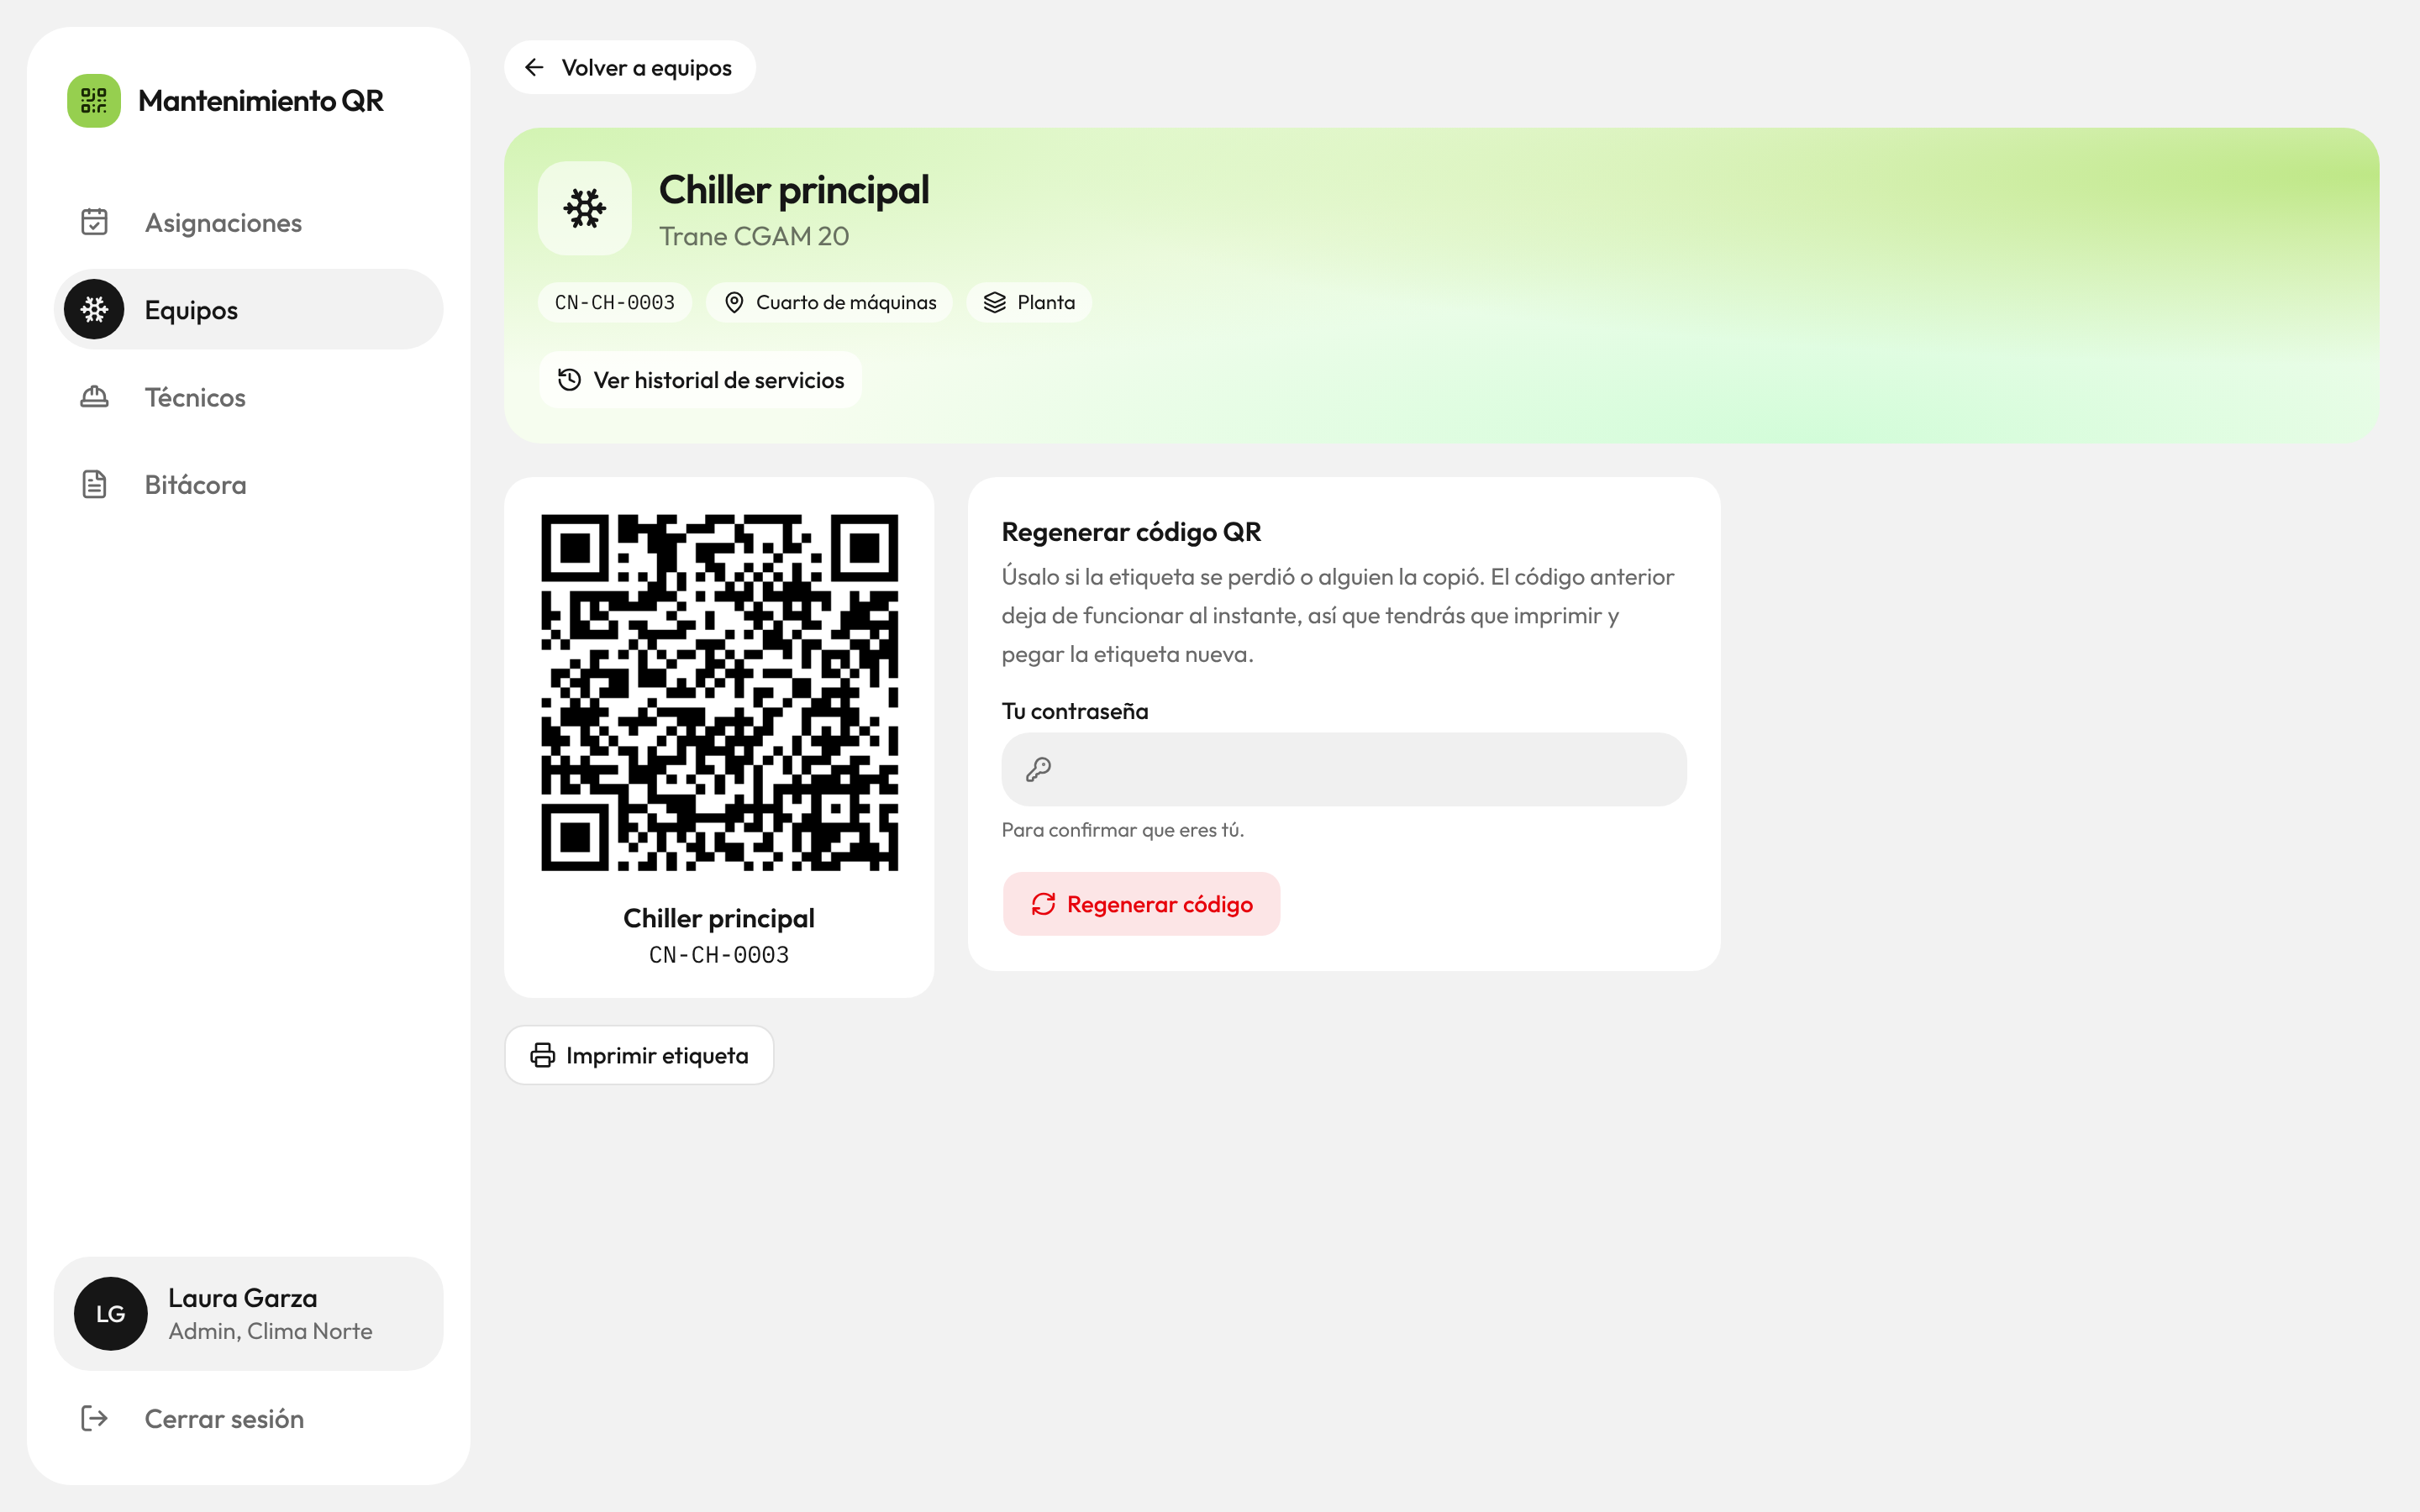 Mantenimiento QR
Asignaciones
Equipos
Técnicos
Bitácora
LG
Laura Garza
Admin, Clima Norte
Cerrar sesión
Volver a equipos
Chiller principal
Trane CGAM 20
CN-CH-0003
Cuarto de máquinas
Planta
Ver historial de servicios
Chiller principal
CN-CH-0003
Imprimir etiqueta
Regenerar código QR
Úsalo si la etiqueta se perdió o alguien la copió. El código anterior
deja de funcionar al instante, así que tendrás que imprimir y
pegar la etiqueta nueva.
Tu contraseña
Para confirmar que eres tú.
Regenerar código